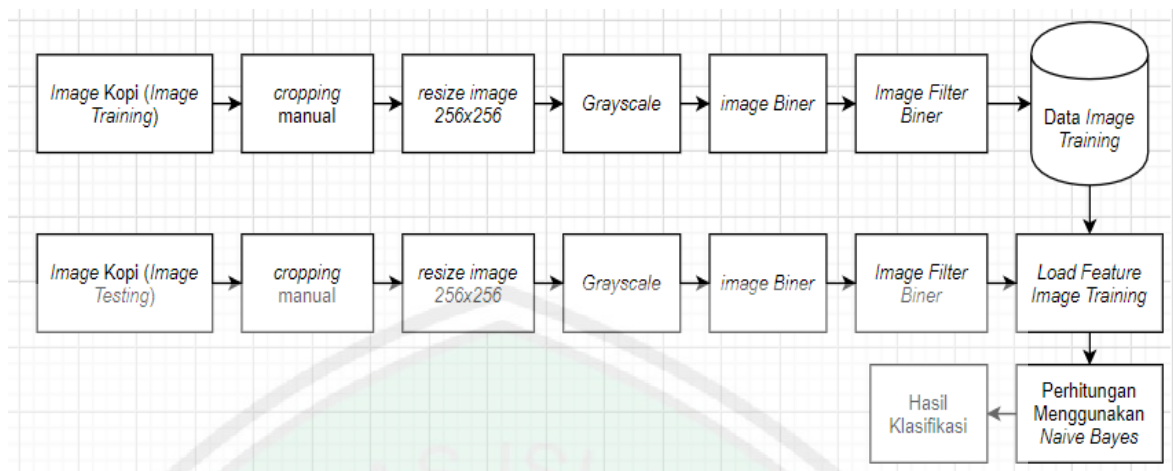 Image Kopi (Image
Training)
cropping
manual
resize image
256x256
Grayscale
image Biner
Image Filter
Biner
Data Image
Training
Image Kopi (Image
Testing)
cropping
manual
resize image
256x256
Grayscale
image Biner
Image Filter
Biner
Load Feature
Image Training
Hasil
Klasifikasi
Perhitungan
Menggunakan
Naive Bayes